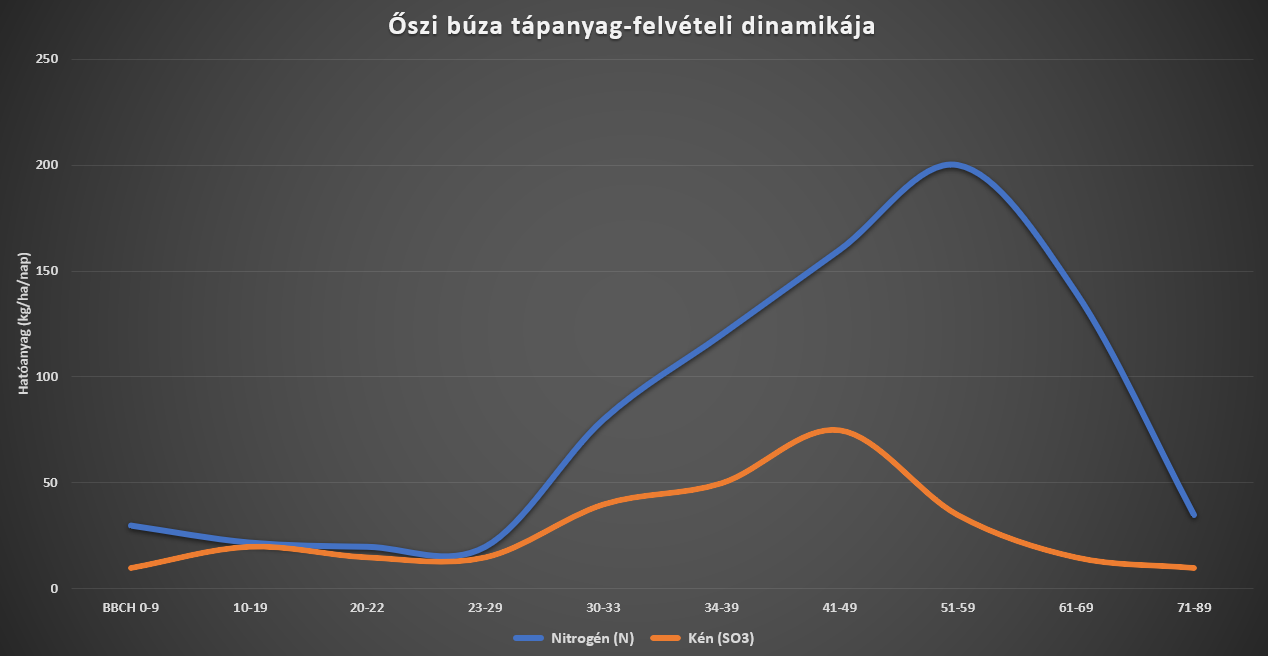 Őszi búza tápanyag-felvételi dinamikája
250
200
150
100
50
0
Hatóanyag (kg/ha/nap)
BBCH 0-9 10-19 20-22 23-29 30-33 34-39 41-49 51-59 61-69 71-89
Nitrogén (N) Kén (SO3)